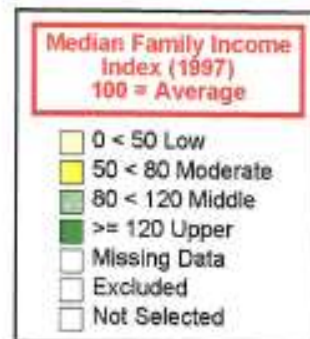 Median Family Income
Index (1997)
100 = Average
0 < 50 Low
50 < 80 Moderate
80 < 120 Middle
>= 120 Upper
Missing Data
Excluded
Not Selected